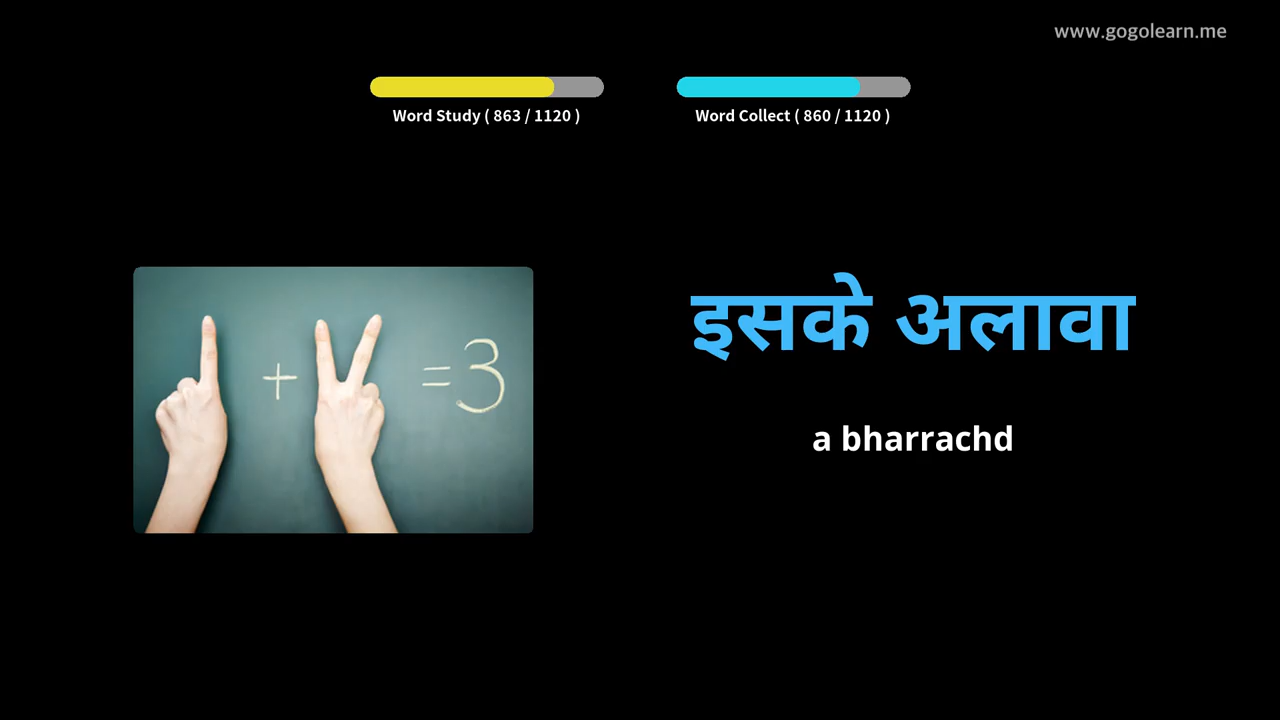 www.gogolearn.me
Word Study ( 863 / 1120 )
Word Collect ( 860 / 1120 )
+ = 3
इसके अलावा
a bharrachd